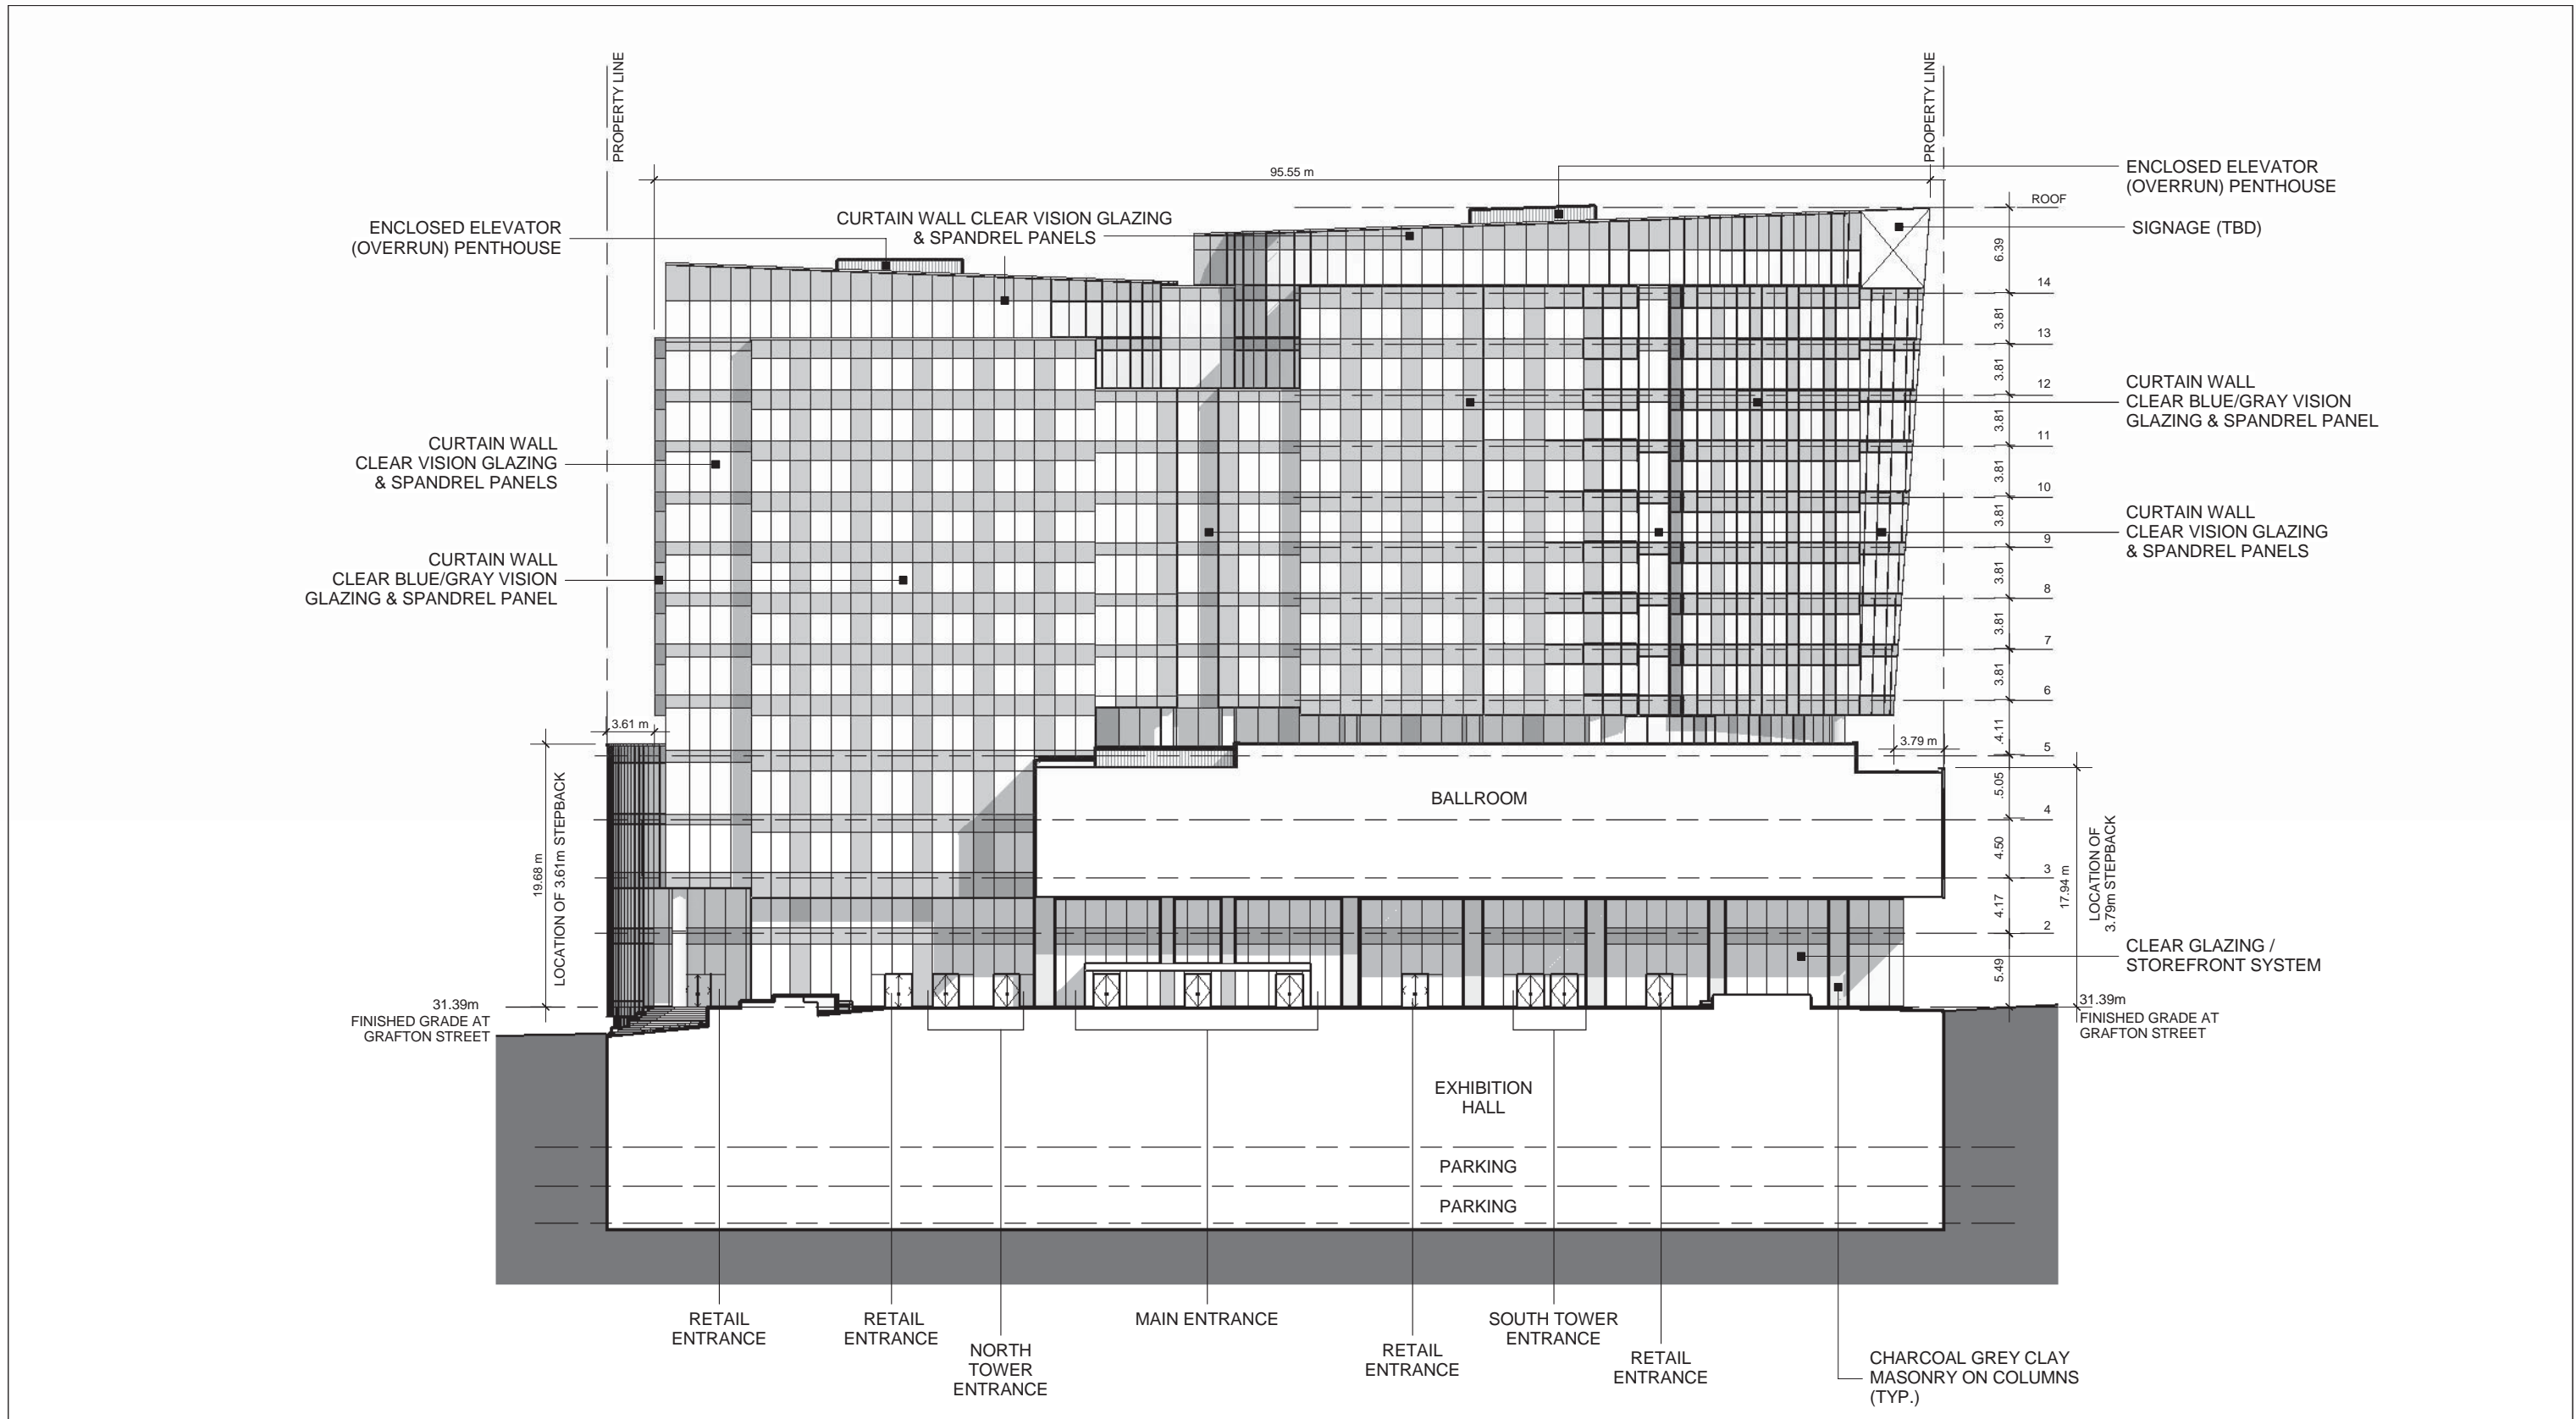 PROPERTY LINE
PROPERTY LINE
95.55 m
ENCLOSED ELEVATOR
(OVERRUN) PENTHOUSE
ROOF
SIGNAGE (TBD)
ENCLOSED ELEVATOR
(OVERRUN) PENTHOUSE
CURTAIN WALL CLEAR VISION GLAZING
& SPANDREL PANELS
6.39
14
3.81
13
3.81
12
CURTAIN WALL
CLEAR BLUE/GRAY VISION
GLAZING & SPANDREL PANEL
3.81
11
CURTAIN WALL
CLEAR VISION GLAZING
& SPANDREL PANELS
3.81
10
3.81
CURTAIN WALL
CLEAR VISION GLAZING
& SPANDREL PANELS
9
CURTAIN WALL
CLEAR BLUE/GRAY VISION
GLAZING & SPANDREL PANEL
3.81
8
3.81
7
3.81
6
3.61 m
4.11
3.79 m
5
5.05
BALLROOM
4
4.50
3
4.17
2
5.49
19.68 m
LOCATION OF 3.61m STEPBACK
17.94 m
LOCATION OF
3.79m STEPBACK
CLEAR GLAZING /
STOREFRONT SYSTEM
31.39m
FINISHED GRADE AT
GRAFTON STREET
31.39m
FINISHED GRADE AT
GRAFTON STREET
EXHIBITION
HALL
PARKING
PARKING
RETAIL
ENTRANCE
RETAIL
ENTRANCE
NORTH
TOWER
ENTRANCE
MAIN ENTRANCE
RETAIL
ENTRANCE
SOUTH TOWER
ENTRANCE
RETAIL
ENTRANCE
CHARCOAL GREY CLAY
MASONRY ON COLUMNS
(TYP.)